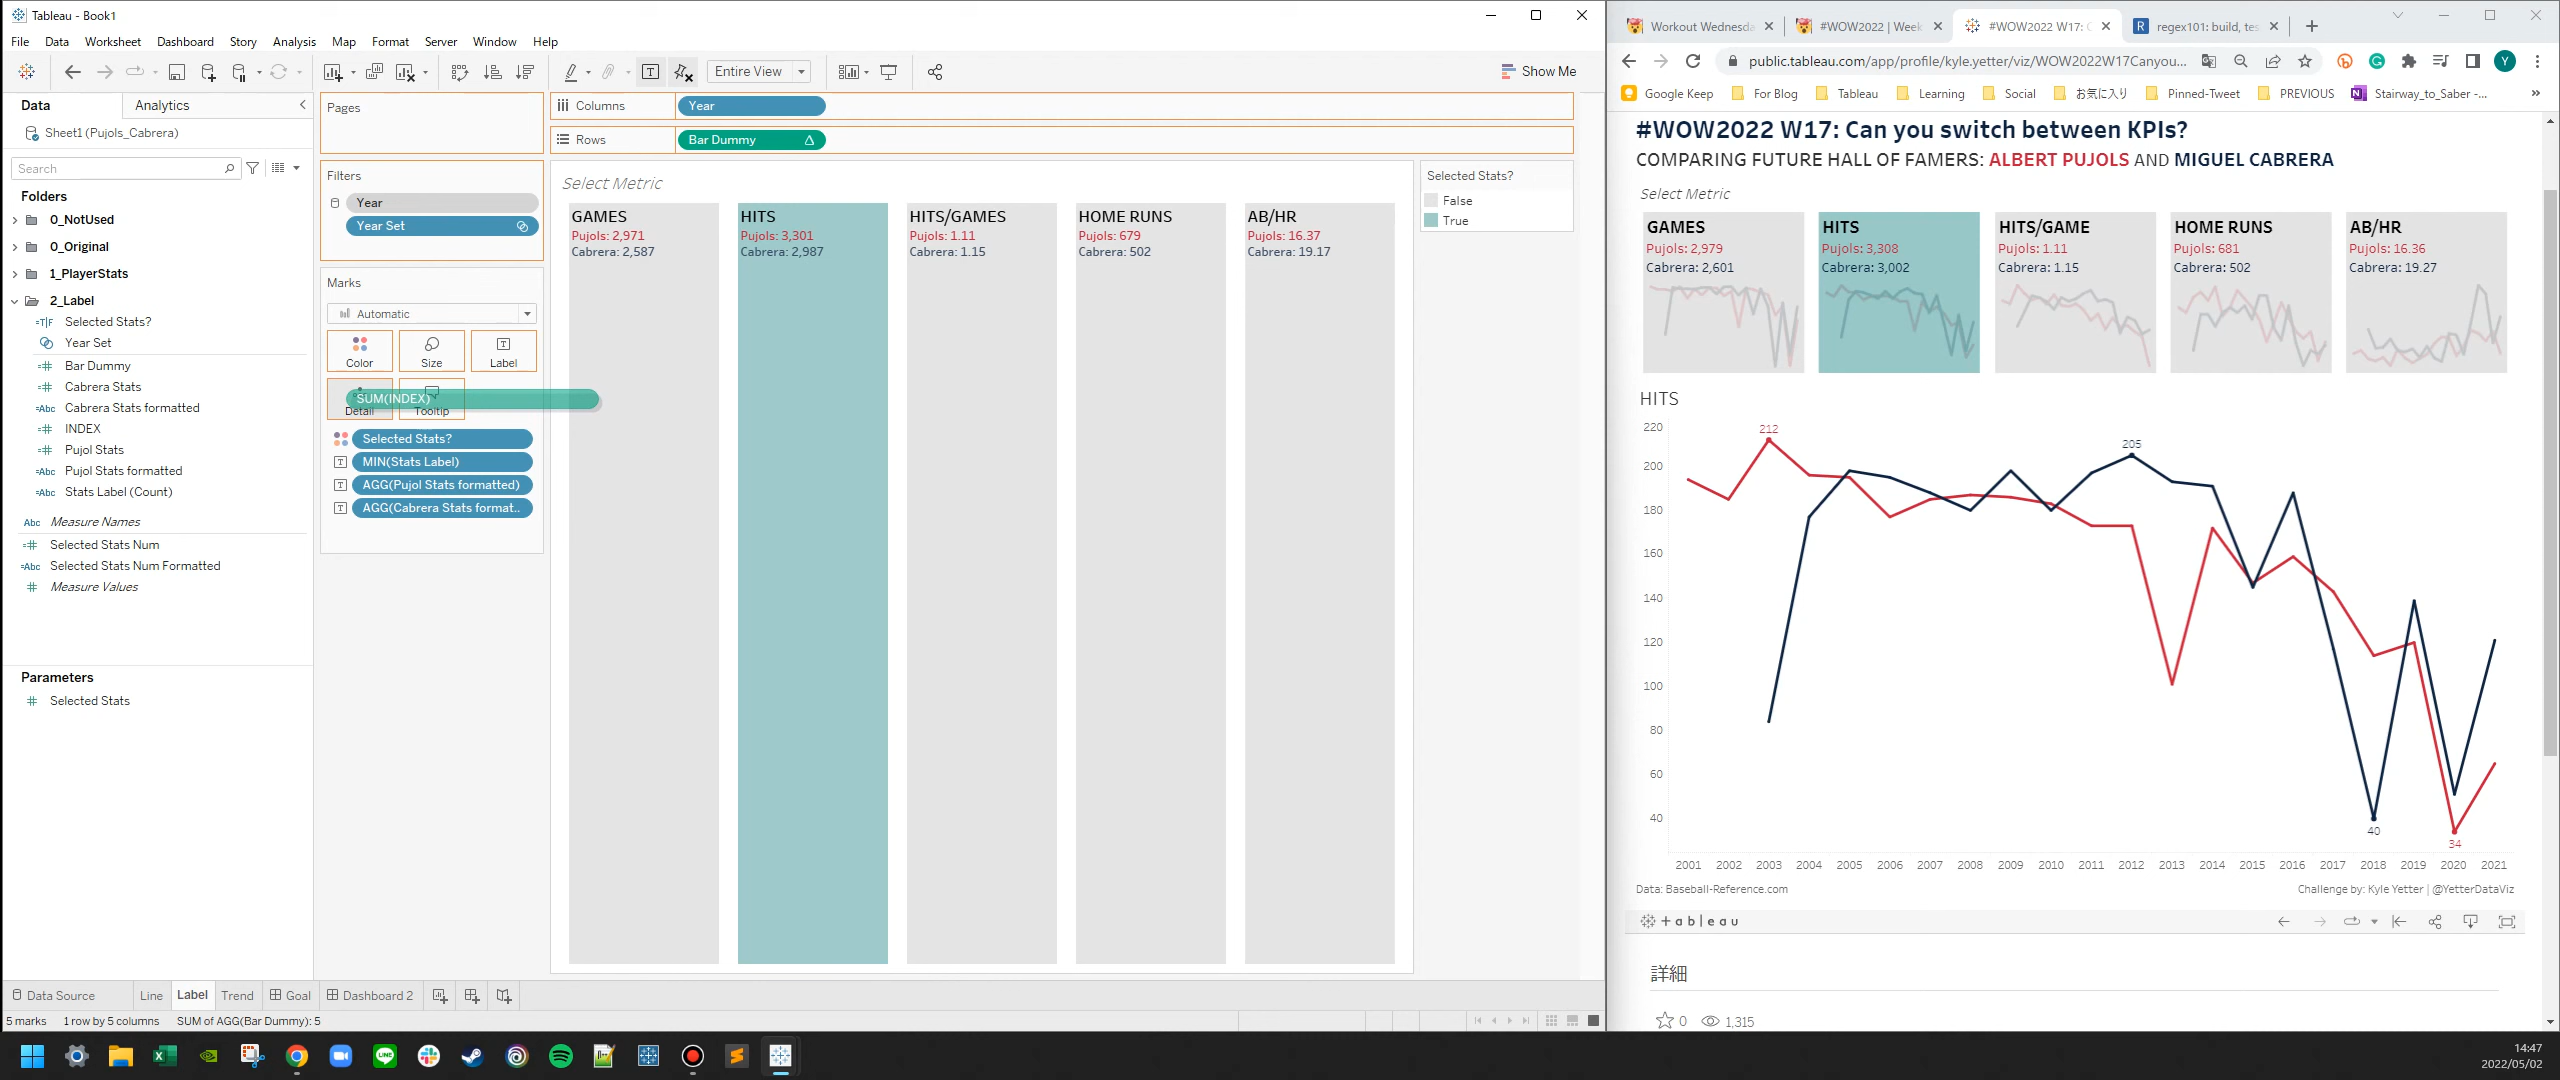 Tableau - Book1
File Data Worksheet Dashboard Story Analysis Map Format Server Window Help
Entire View
Show Me
Data Analytics
Sheet1 (Pujols_Cabrera)
Search
Folders
0_NotUsed
0_Original
1_PlayerStats
2_Label
Selected Stats?
Year Set
Bar Dummy
Cabrera Stats
Cabrera Stats formatted
INDEX
Pujol Stats
Pujol Stats formatted
Stats Label (Count)
Measure Names
Selected Stats Num
Selected Stats Num Formatted
Measure Values
Parameters
Selected Stats
Pages
Filters
Year
Year Set
Marks
Automatic
Color Size Label
SUM(INDEX)
Detail Tooltip
Selected Stats?
MIN(Stats Label)
AGG(Pujol Stats formatted)
AGG(Cabrera Stats format..
Columns Year
Rows Bar Dummy
Select Metric
GAMES
Pujols: 2,971
Cabrera: 2,587
HITS
Pujols: 3,301
Cabrera: 2,987
HITS/GAMES
Pujols: 1.11
Cabrera: 1.15
HOME RUNS
Pujols: 679
Cabrera: 502
AB/HR
Pujols: 16.37
Cabrera: 19.17
Selected Stats?
False
True
Data Source Line Label Trend Goal Dashboard 2
5 marks 1 row by 5 columns SUM of AGG(Bar Dummy): 5
Workout Wednesda #WOW2022 | Week #WOW2022 W17: C regex101: build, tes
public.tableau.com/app/profile/kyle.yetter/viz/WOW2022W17Canyou...
Y
Google Keep For Blog Tableau Learning Social お気に入り Pinned-Tweet PREVIOUS Stairway_to_Saber -...
#WOW2022 W17: Can you switch between KPIs?
COMPARING FUTURE HALL OF FAMERS: ALBERT PUJOLS AND MIGUEL CABRERA
Select Metric
GAMES
Pujols: 2,979
Cabrera: 2,601
HITS
Pujols: 3,308
Cabrera: 3,002
HITS/GAME
Pujols: 1.11
Cabrera: 1.15
HOME RUNS
Pujols: 681
Cabrera: 502
AB/HR
Pujols: 16.36
Cabrera: 19.27
HITS
220
200
180
160
140
120
100
80
60
40
212
205
40
34
2001 2002 2003 2004 2005 2006 2007 2008 2009 2010 2011 2012 2013 2014 2015 2016 2017 2018 2019 2020 2021
Data: Baseball-Reference.com
Challenge by: Kyle Yetter | @YetterDataViz
+ableau
詳細
0 1,315
14:47
2022/05/02